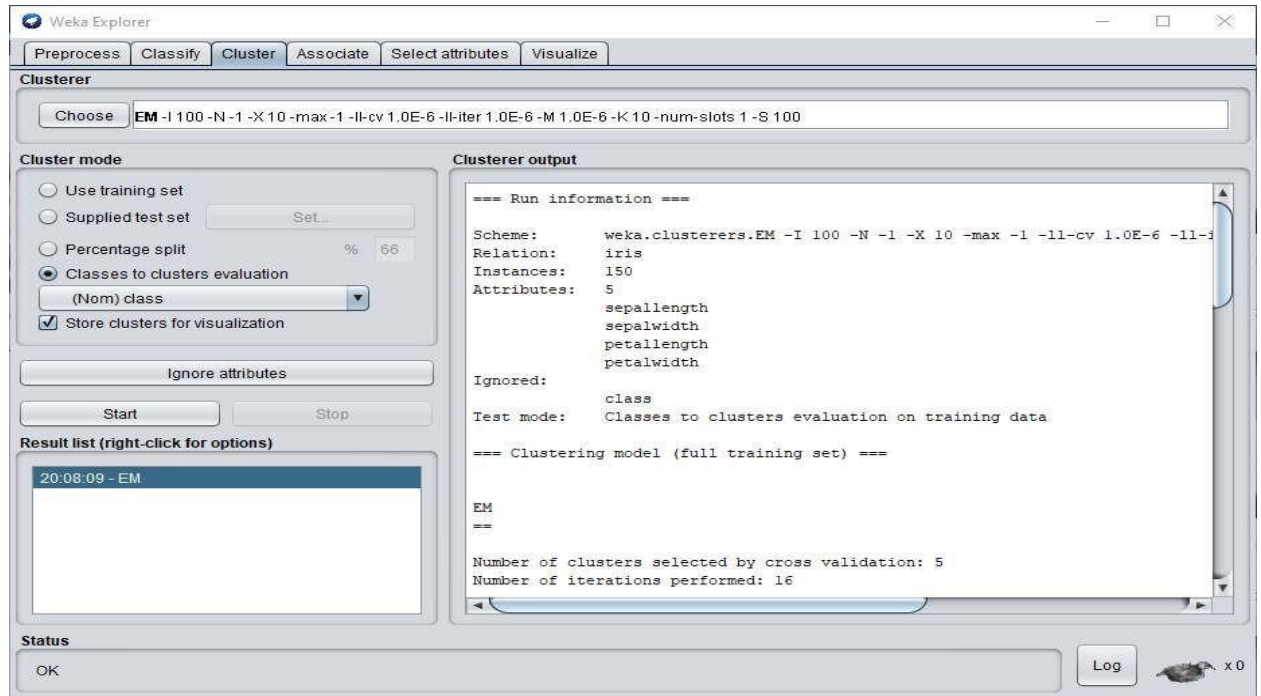 Weka Explorer
Preprocess Classify Cluster Associate Select attributes Visualize
Clusterer
Choose EM -I 100 -N -1 -X 10 -max -1 -ll-cv 1.0E-6 -ll-iter 1.0E-6 -M 1.0E-6 -K 10 -num-slots 1 -S 100
Cluster mode
Use training set
Supplied test set Set...
Percentage split % 66
Classes to clusters evaluation
(Nom) class
Store clusters for visualization
Ignore attributes
Start Stop
Result list (right-click for options)
20:08:09 - EM
Clusterer output
=== Run information ===
Scheme: weka.clusterers.EM -I 100 -N -1 -X 10 -max -1 -ll-cv 1.0E-6 -ll-i
Relation: iris
Instances: 150
Attributes: 5
sepallength
sepalwidth
petallength
petalwidth
Ignored:
class
Test mode: Classes to clusters evaluation on training data
=== Clustering model (full training set) ===
EM
==
Number of clusters selected by cross validation: 5
Number of iterations performed: 16
Status
OK
Log x 0